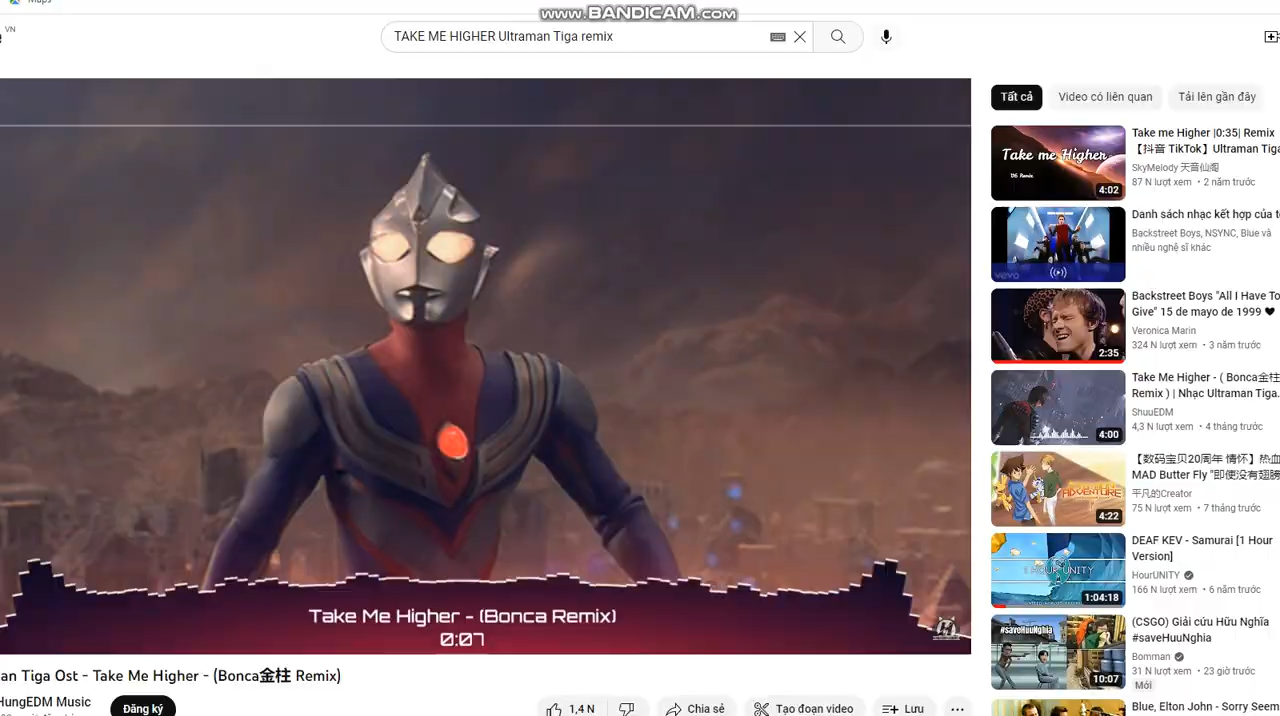 Maps
www.BANDICAM.com
VN
TAKE ME HIGHER Ultraman Tiga remix
Take Me Higher - (Bonca Remix)
0:07
an Tiga Ost - Take Me Higher - (Bonca金柱 Remix)
HungEDM Music
Đăng ký
1,4 N
Chia sẻ
Tạo đoạn video
Lưu
Tất cả
Video có liên quan
Tải lên gần đây
Take me Higher
D6 Remix
4:02
Take me Higher |0:35| Remix
【抖音 TikTok】Ultraman Tiga
SkyMelody 天音仙阁
87 N lượt xem • 2 năm trước
vevo
Danh sách nhạc kết hợp của t
Backstreet Boys, NSYNC, Blue và
nhiều nghệ sĩ khác
2:35
Backstreet Boys "All I Have To
Give" 15 de mayo de 1999 ♥
Veronica Marin
324 N lượt xem • 3 năm trước
4:00
Take Me Higher - ( Bonca金柱
Remix ) | Nhạc Ultraman Tiga..
ShuuEDM
4,3 N lượt xem • 4 tháng trước
ADVENTURE
4:22
【数码宝贝20周年 情怀】热血
MAD Butter Fly "即使没有翅膀
平凡的Creator
75 N lượt xem • 7 tháng trước
1 HOUR UNITY
1:04:18
DEAF KEV - Samurai [1 Hour
Version]
HourUNITY
166 N lượt xem • 6 năm trước
#saveHuuNghia
10:07
(CSGO) Giải cứu Hữu Nghĩa
#saveHuuNghia
Bomman
31 N lượt xem • 23 giờ trước
Mới
Blue, Elton John - Sorry Seem